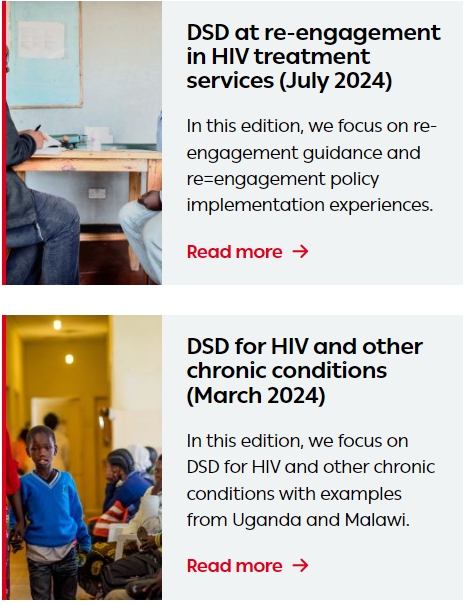 DSD at re-engagement
in HIV treatment
services (July 2024)
In this edition, we focus on re-
engagement guidance and
re=engagement policy
implementation experiences.
Read more →
DSD for HIV and other
chronic conditions
(March 2024)
In this edition, we focus on
DSD for HIV and other chronic
conditions with examples
from Uganda and Malawi.
Read more →